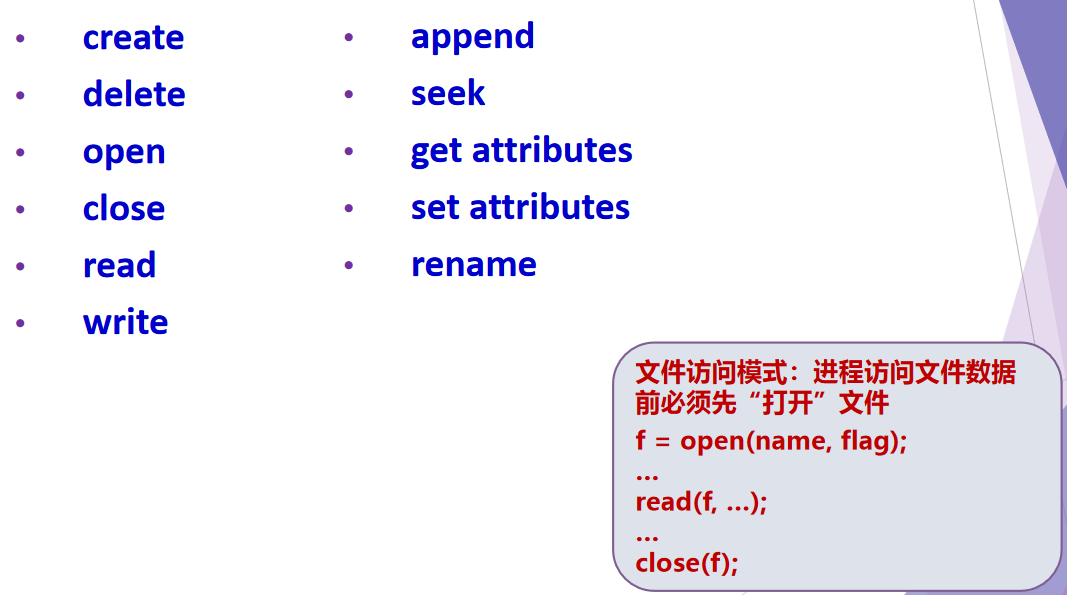 • create
• delete
• open
• close
• read
• write
• append
• seek
• get attributes
• set attributes
• rename
文件访问模式：进程访问文件数据
前必须先“打开”文件
f = open(name, flag);
…
read(f, …);
…
close(f);